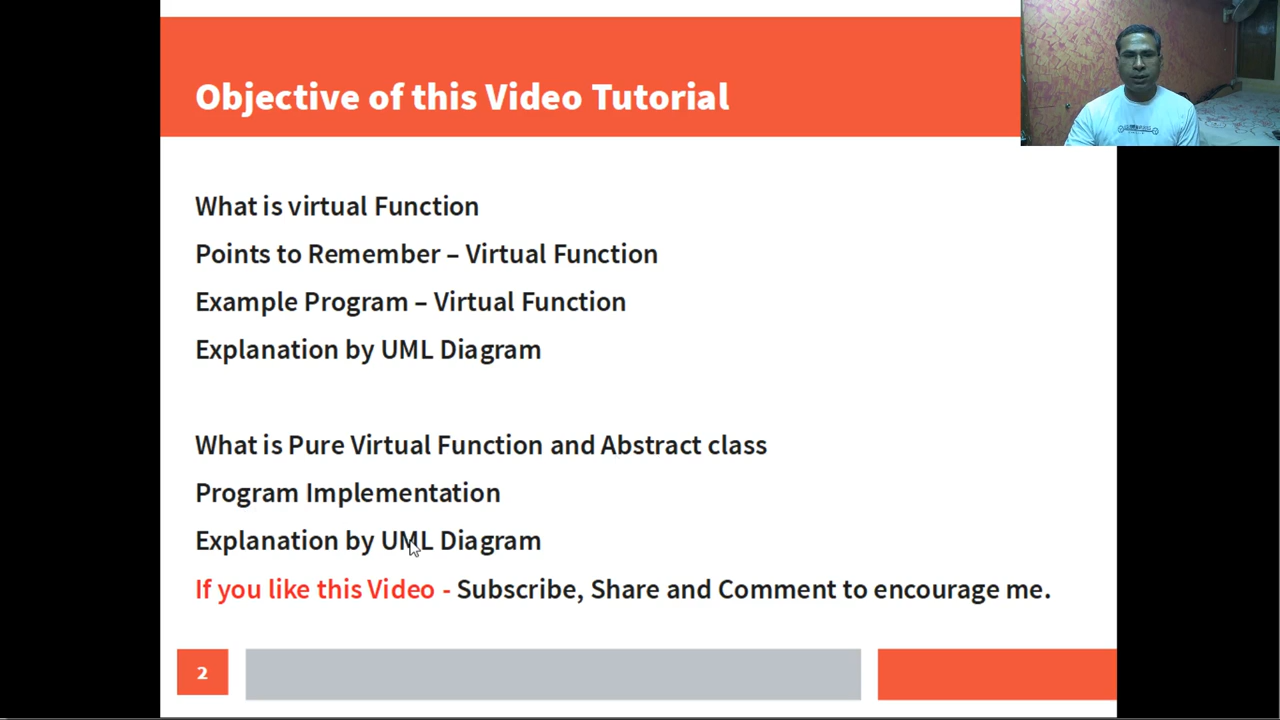 Objective of this Video Tutorial
What is virtual Function
Points to Remember – Virtual Function
Example Program – Virtual Function
Explanation by UML Diagram
What is Pure Virtual Function and Abstract class
Program Implementation
Explanation by UML Diagram
If you like this Video - Subscribe, Share and Comment to encourage me.
2